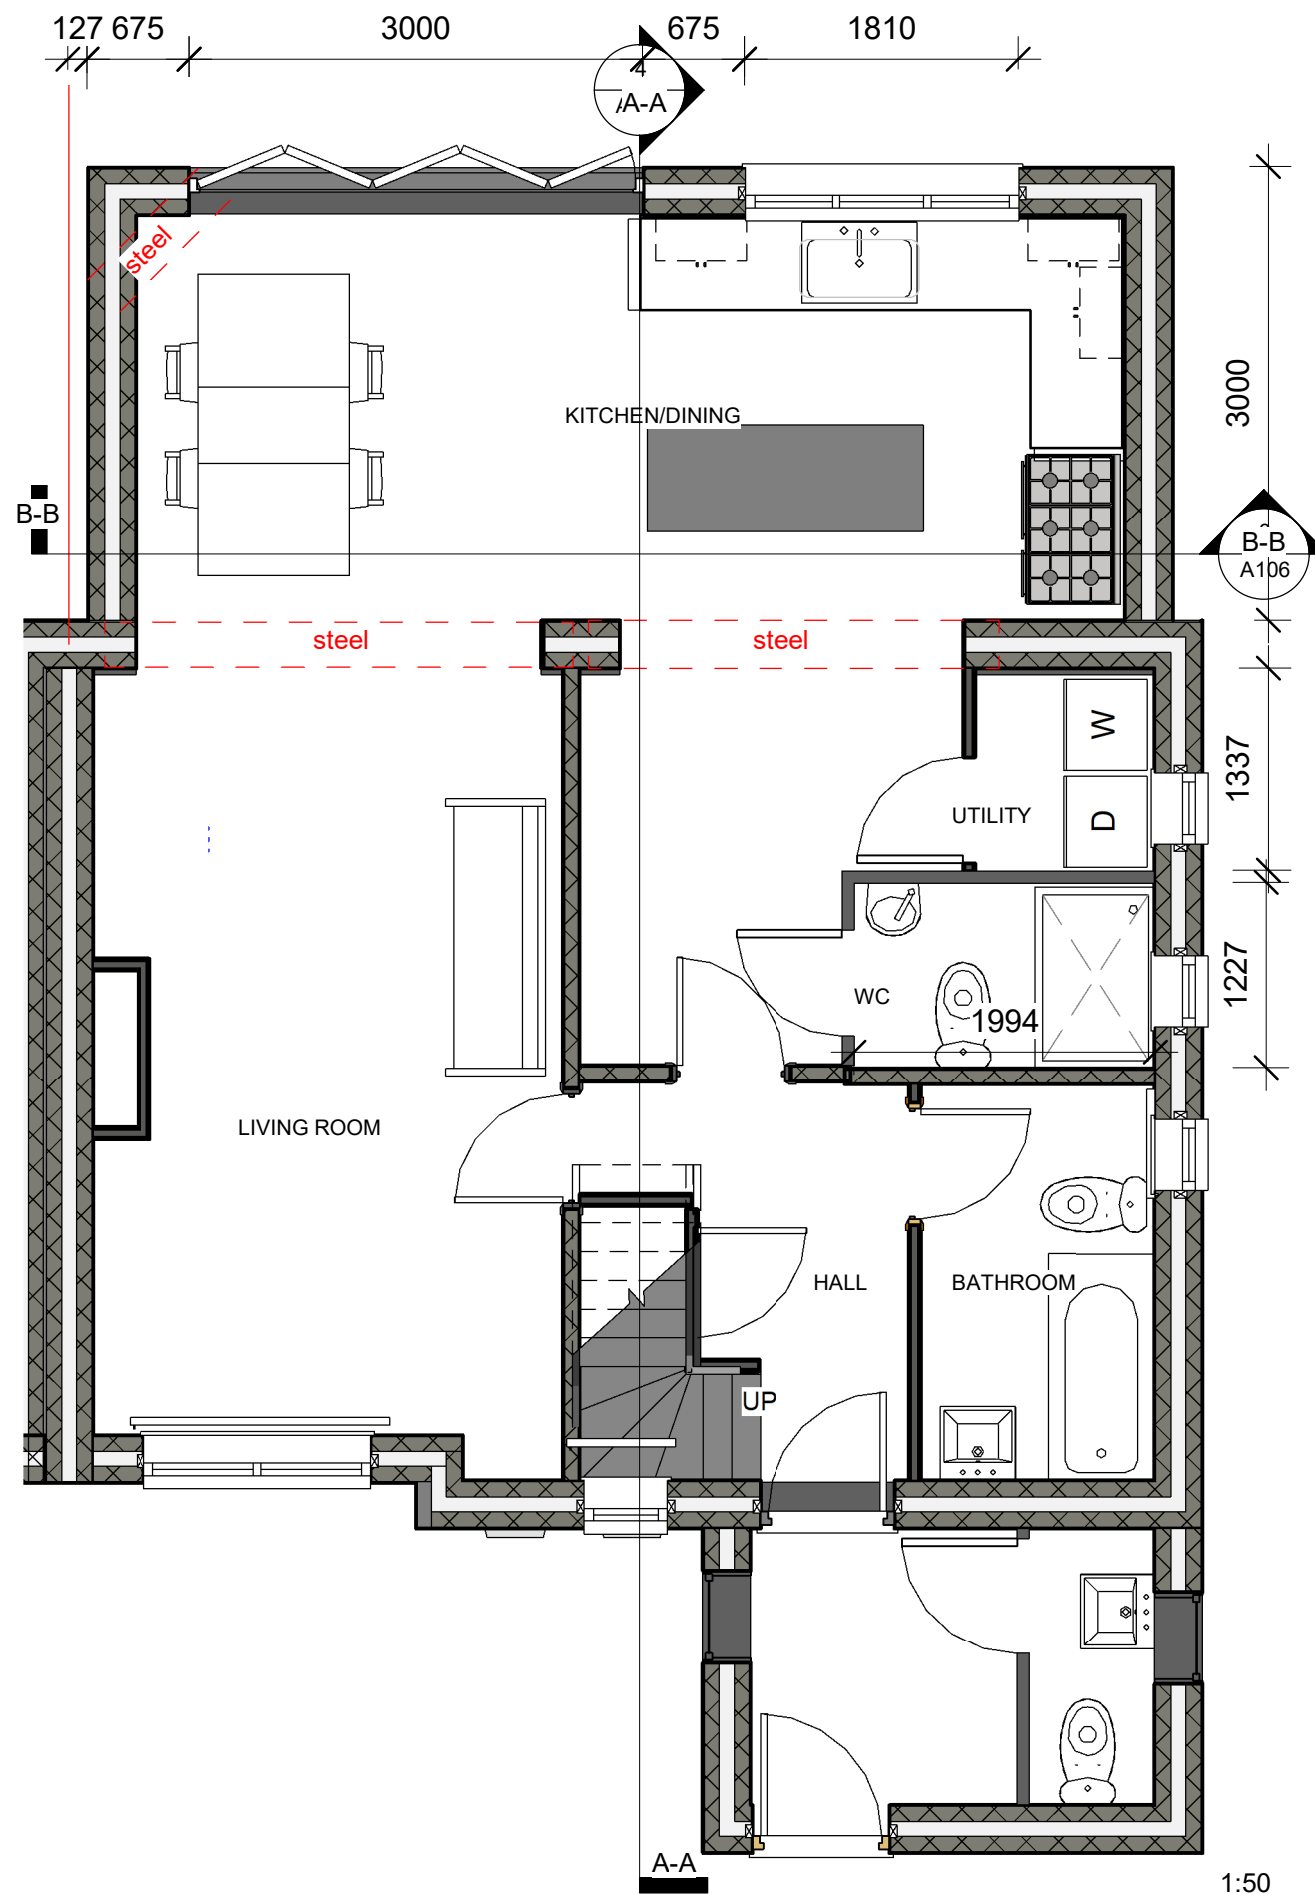 127 675 3000 675 1810
4
A-A
steel
3000
KITCHEN/DINING
B-B
B-B
A106
steel steel
W
1337
UTILITY
D
1227
WC
1994
LIVING ROOM
HALL
BATHROOM
UP
A-A
1:50